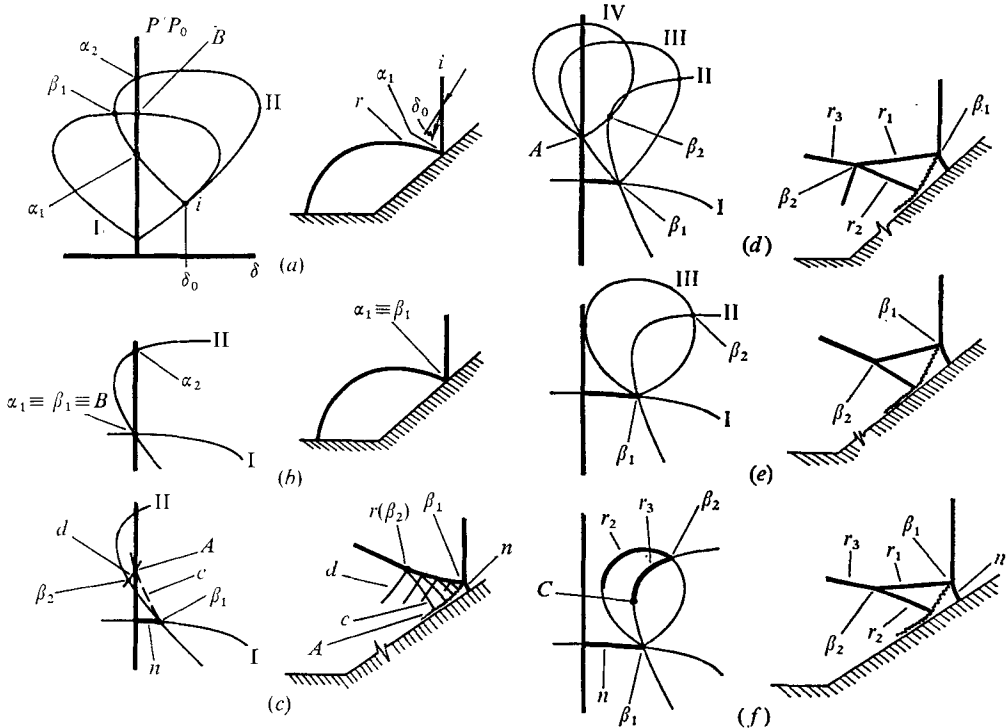 P/P₀
B
α₂
β₁
II
α₁
I
i
δ₀
δ
(a)
i
α₁
δ₀
r
II
α₂
α₁ ≡ β₁ ≡ B
I
(b)
α₁ ≡ β₁
II
d
A
c
β₂
β₁
n
I
(c)
r(β₂)
β₁
n
d
c
A
IV
III
II
A
β₂
β₁
I
(d)
r₃
r₁
β₁
β₂
r₂
III
II
β₂
I
β₁
(e)
β₁
β₂
r₂
r₃
β₂
C
n
β₁
(f)
r₃
r₁
β₁
n
β₂
r₂